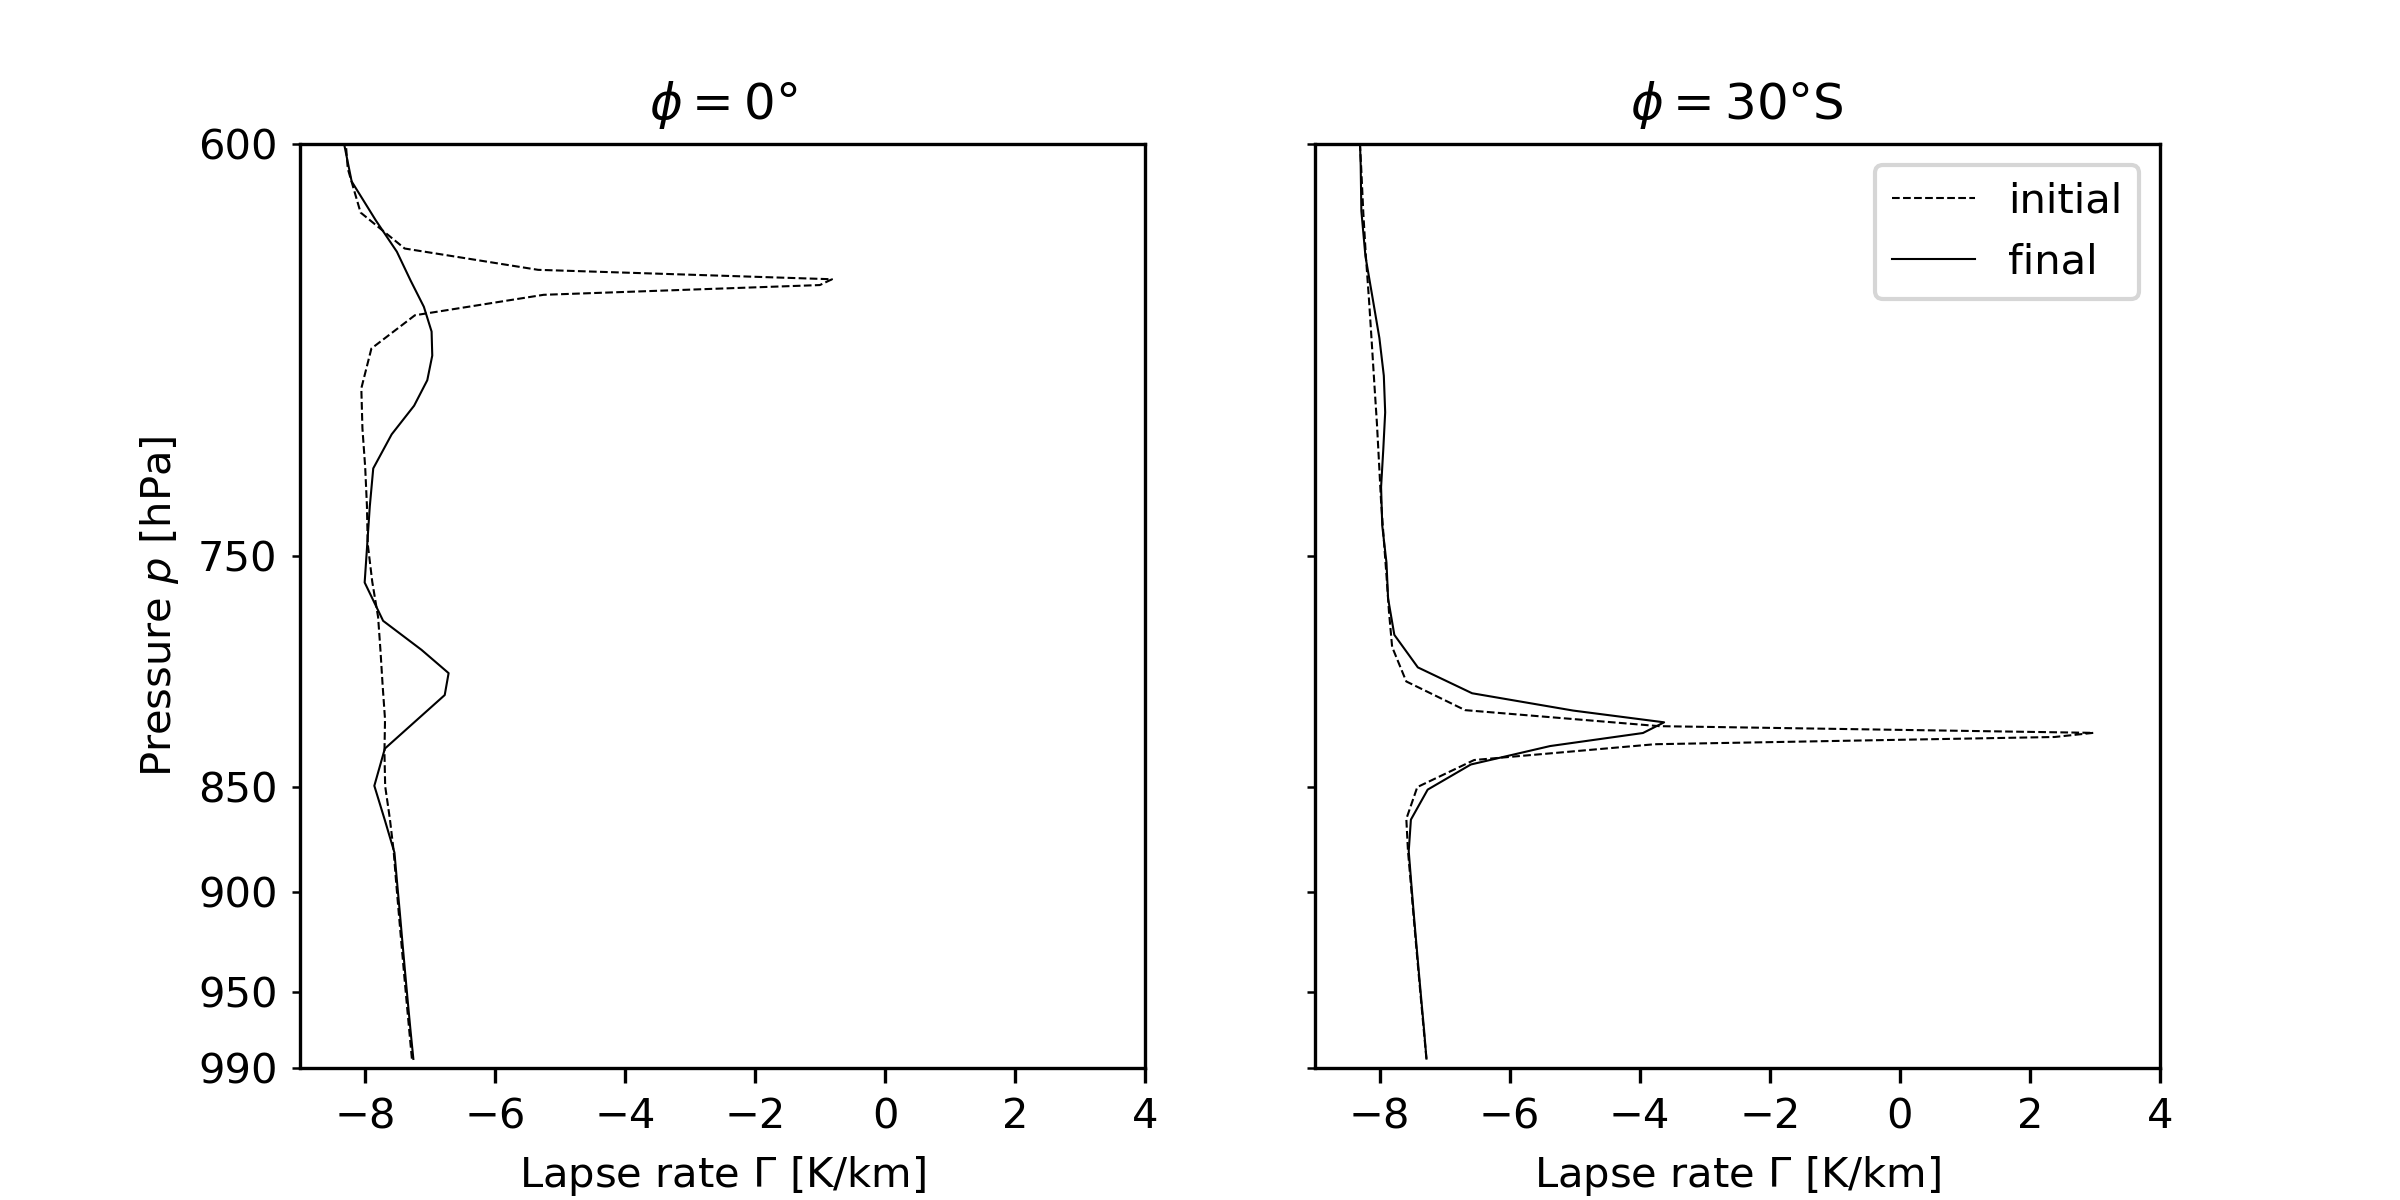 ϕ = 0°
ϕ = 30°S
600
750
850
900
950
990
Pressure p [hPa]
initial
final
−8 −6 −4 −2 0 2 4
−8 −6 −4 −2 0 2 4
Lapse rate Γ [K/km]
Lapse rate Γ [K/km]